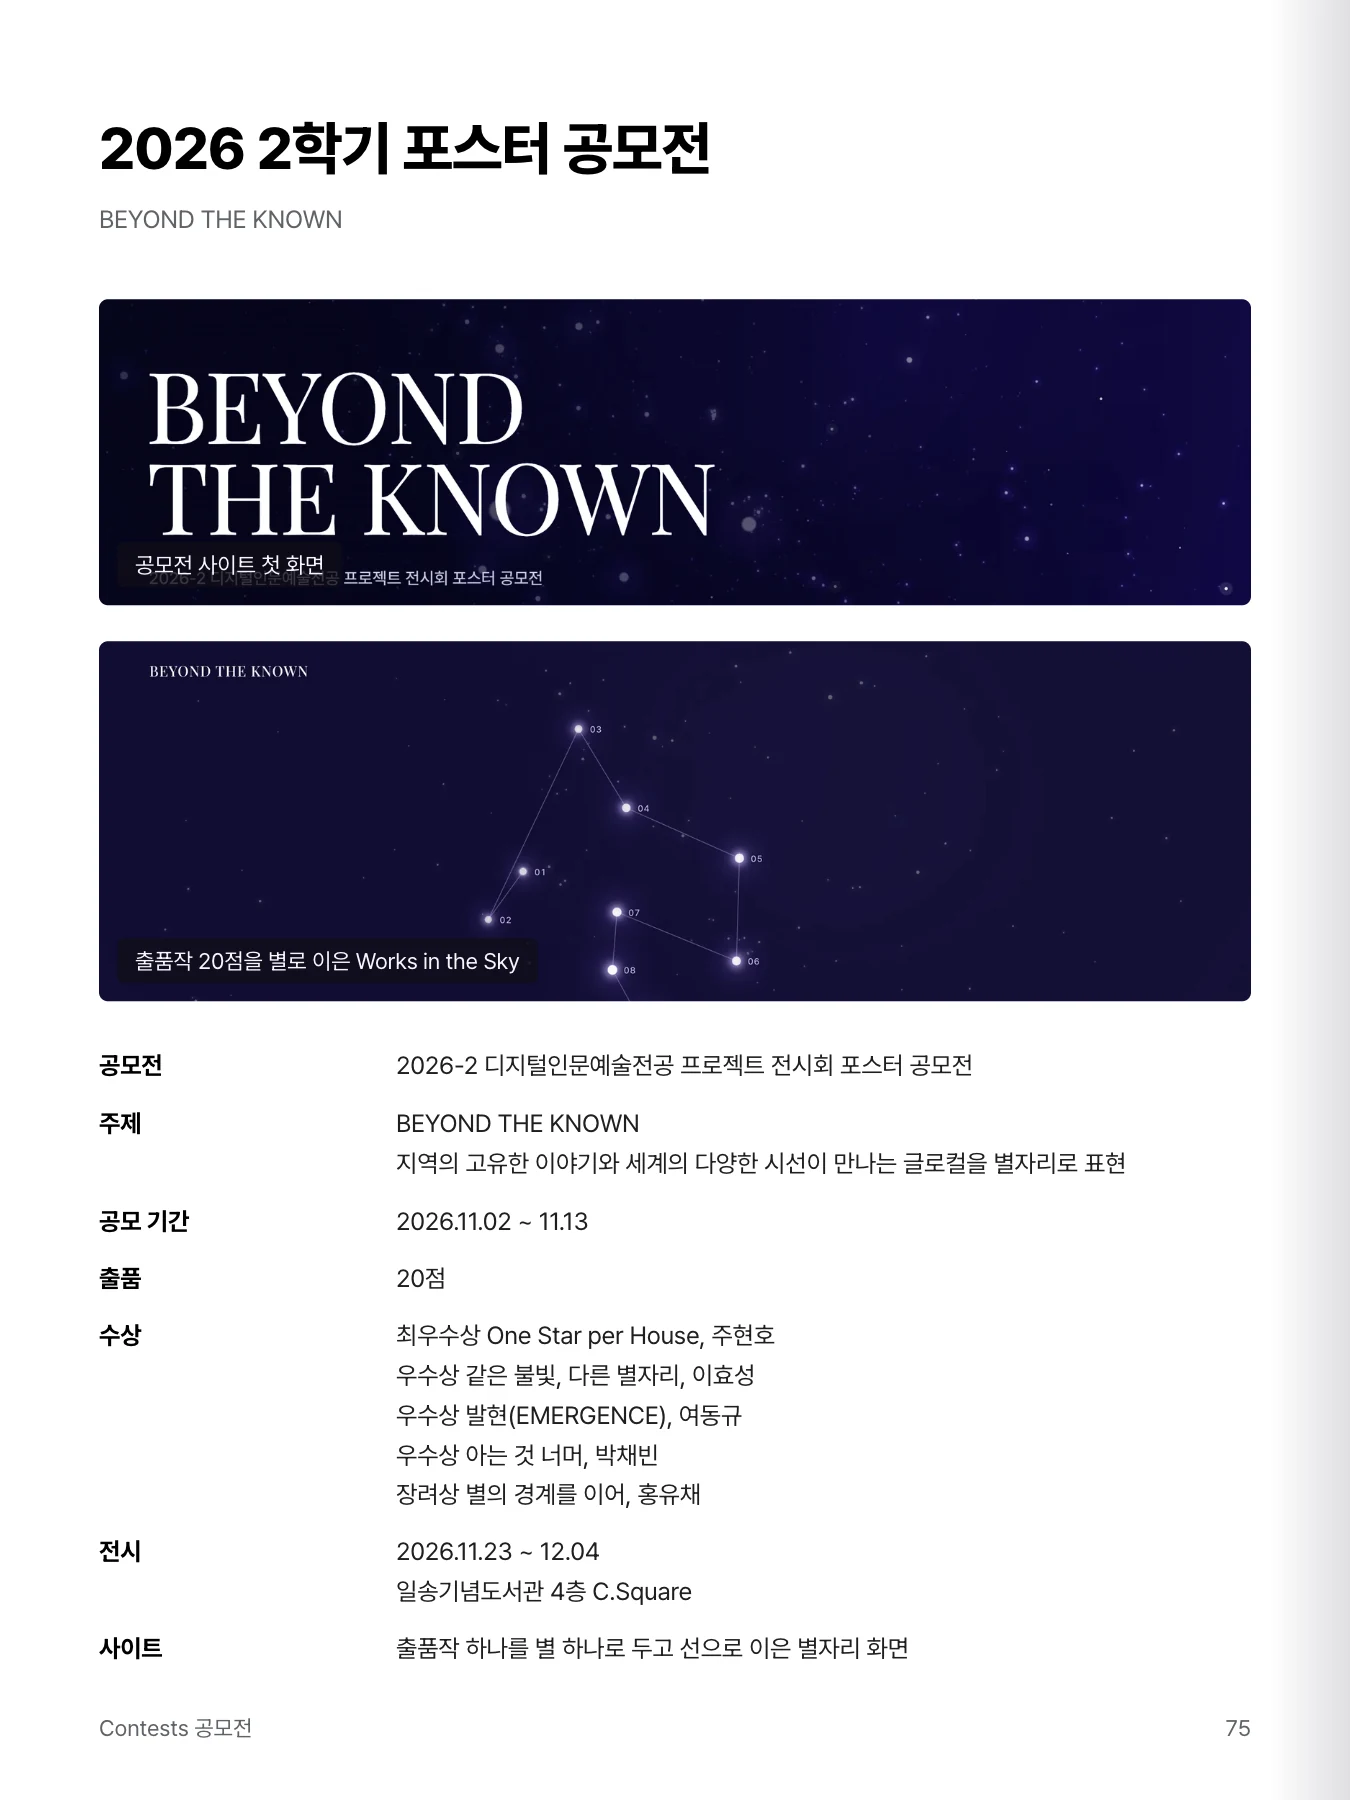 2026 2학기 포스터 공모전
BEYOND THE KNOWN
BEYOND
THE KNOWN
공모전 사이트 첫 화면
2026-2 디지털인문예술전공 프로젝트 전시회 포스터 공모전
BEYOND THE KNOWN
03
04
05
01
02
07
06
08
출품작 20점을 별로 이은 Works in the Sky
공모전 2026-2 디지털인문예술전공 프로젝트 전시회 포스터 공모전
주제 BEYOND THE KNOWN
지역의 고유한 이야기와 세계의 다양한 시선이 만나는 글로컬을 별자리로 표현
공모 기간 2026.11.02 ~ 11.13
출품 20점
수상 최우수상 One Star per House, 주현호
우수상 같은 불빛, 다른 별자리, 이효성
우수상 발현(EMERGENCE), 여동규
우수상 아는 것 너머, 박채빈
장려상 별의 경계를 이어, 홍유채
전시 2026.11.23 ~ 12.04
일송기념도서관 4층 C.Square
사이트 출품작 하나를 별 하나로 두고 선으로 이은 별자리 화면
Contests 공모전 75